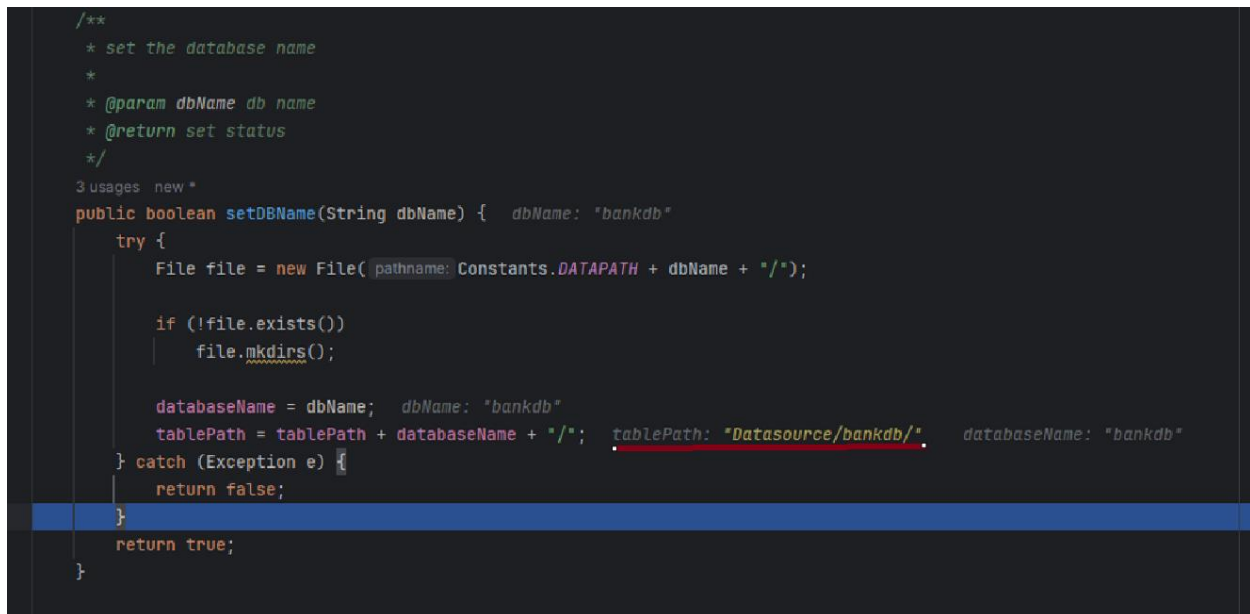 /**
* set the database name
*
* @param dbName db name
* @return set status
*/
3 usages new *
public boolean setDBName(String dbName) { dbName: "bankdb"
try {
File file = new File( pathname: Constants.DATAPATH + dbName + "/");
if (!file.exists())
file.mkdirs();
databaseName = dbName; dbName: "bankdb"
tablePath = tablePath + databaseName + "/"; tablePath: "Datasource/bankdb/" databaseName: "bankdb"
} catch (Exception e) {
return false;
}
return true;
}